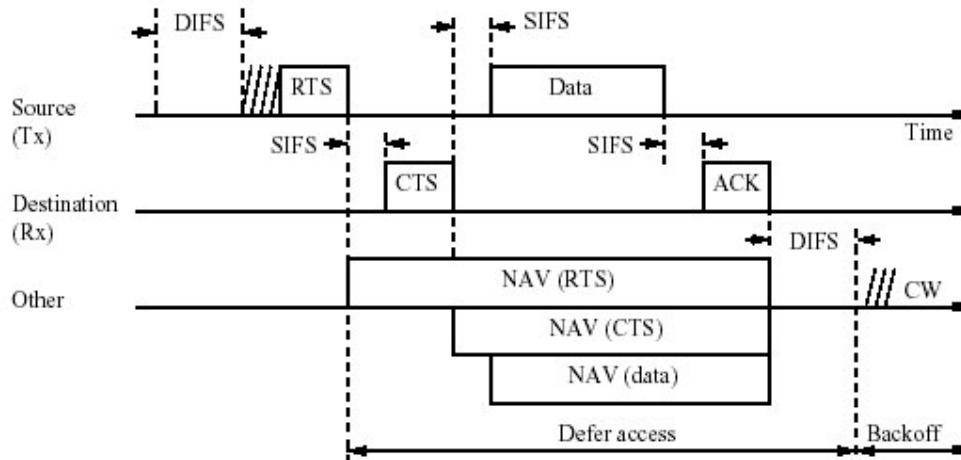 DIFS
SIFS
RTS
Data
Source
(Tx)
Time
SIFS
SIFS
CTS
ACK
Destination
(Rx)
DIFS
NAV (RTS)
Other
CW
NAV (CTS)
NAV (data)
Defer access
Backoff